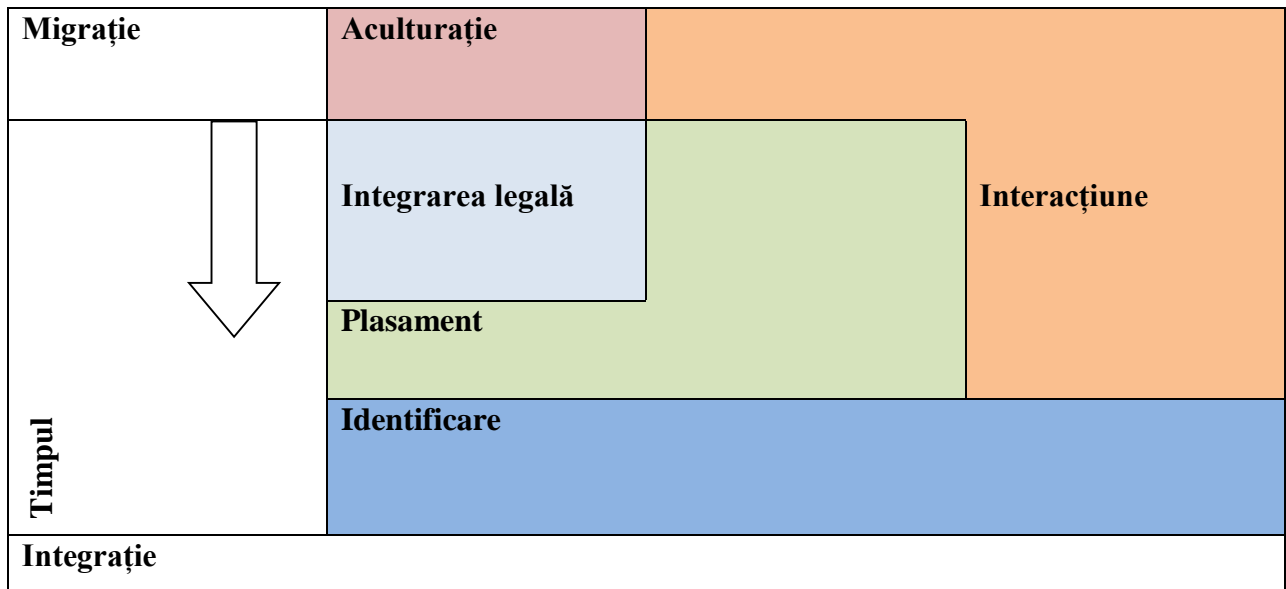 Migrație
Aculturație
Integrarea legală
Interacțiune
Plasament
Identificare
Timpul
Integrație